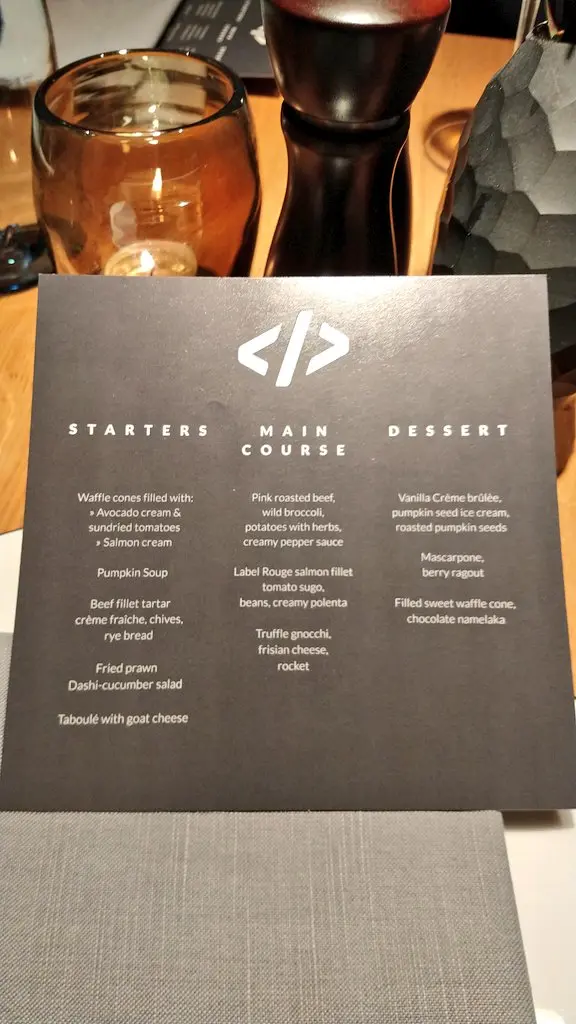 </>
STARTERS
Waffle cones filled with:
» Avocado cream &
sundried tomatoes
» Salmon cream
Pumpkin Soup
Beef fillet tartar
crème fraîche, chives,
rye bread
Fried prawn
Dashi-cucumber salad
Taboulé with goat cheese
MAIN
COURSE
Pink roasted beef,
wild broccoli,
potatoes with herbs,
creamy pepper sauce
Label Rouge salmon fillet
tomato sugo,
beans, creamy polenta
Truffle gnocchi,
frisian cheese,
rocket
DESSERT
Vanilla Crème brûlèe,
pumpkin seed ice cream,
roasted pumpkin seeds
Mascarpone,
berry ragout
Filled sweet waffle cone,
chocolate namelaka